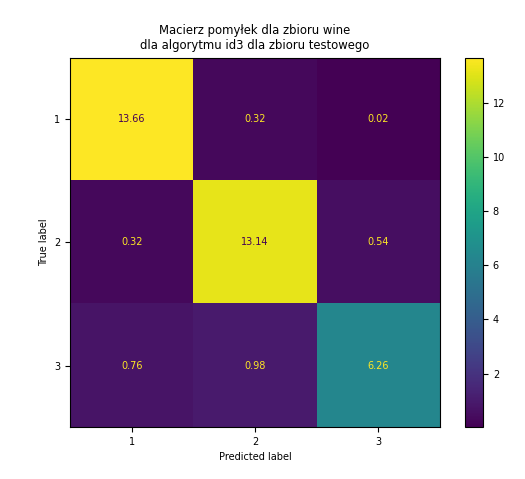 Macierz pomyłek dla zbioru wine
dla algorytmu id3 dla zbioru testowego
13.66 0.32 0.02
0.32 13.14 0.54
0.76 0.98 6.26
True label
1
2
3
1 2 3
Predicted label
12
10
8
6
4
2